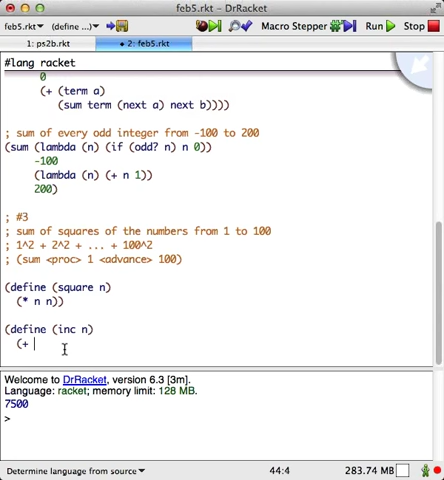 feb5.rkt - DrRacket
feb5.rkt (define ...) Macro Stepper Run Stop
1: ps2b.rkt 2: feb5.rkt
#lang racket
0
(+ (term a)
(sum term (next a) next b))))
; sum of every odd integer from -100 to 200
(sum (lambda (n) (if (odd? n) n 0))
-100
(lambda (n) (+ n 1))
200)
; #3
; sum of squares of the numbers from 1 to 100
; 1^2 + 2^2 + ... + 100^2
; (sum <proc> 1 <advance> 100)
(define (square n)
(* n n))
(define (inc n)
(+
Welcome to DrRacket, version 6.3 [3m].
Language: racket; memory limit: 128 MB.
7500
>
Determine language from source 44:4 283.74 MB